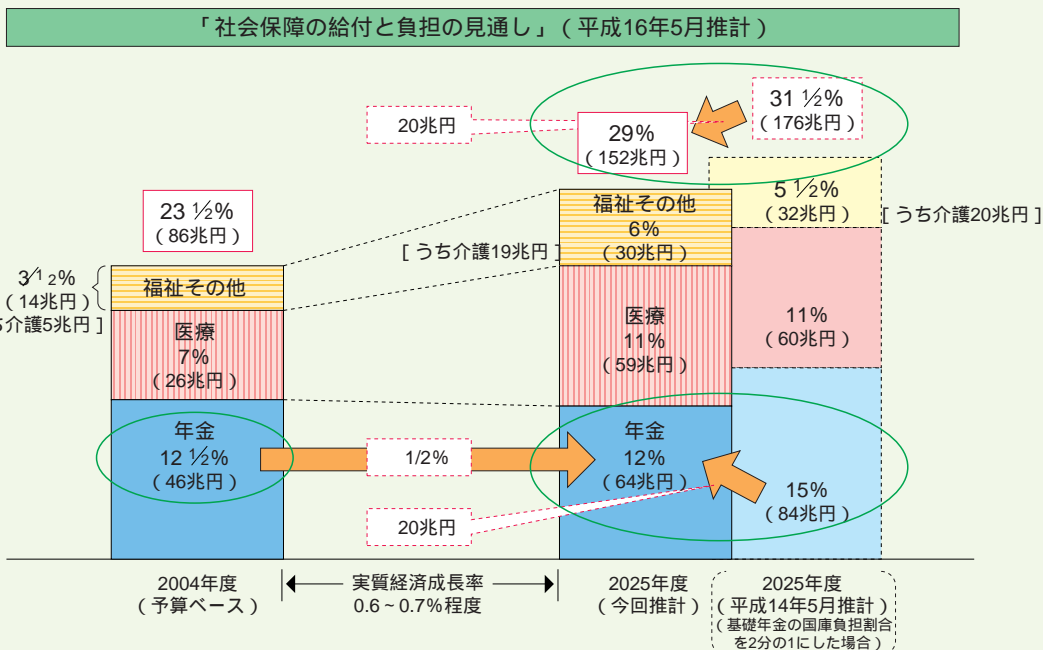 「社会保障の給付と負担の見通し」(平成16年5月推計)
20兆円
31 ½%
(176兆円)
29%
(152兆円)
23 ½%
(86兆円)
5 ½%
(32兆円)
[うち介護20兆円]
福祉その他
6%
(30兆円)
[うち介護19兆円]
3 1/2%
(14兆円)
ち介護5兆円]
福祉その他
医療
7%
(26兆円)
医療
11%
(59兆円)
11%
(60兆円)
年金
12 ½%
(46兆円)
1/2%
年金
12%
(64兆円)
15%
(84兆円)
20兆円
2004年度
(予算ベース)
実質経済成長率
0.6~0.7%程度
2025年度
(今回推計)
2025年度
(平成14年5月推計)
(基礎年金の国庫負担割合
を2分の1にした場合)